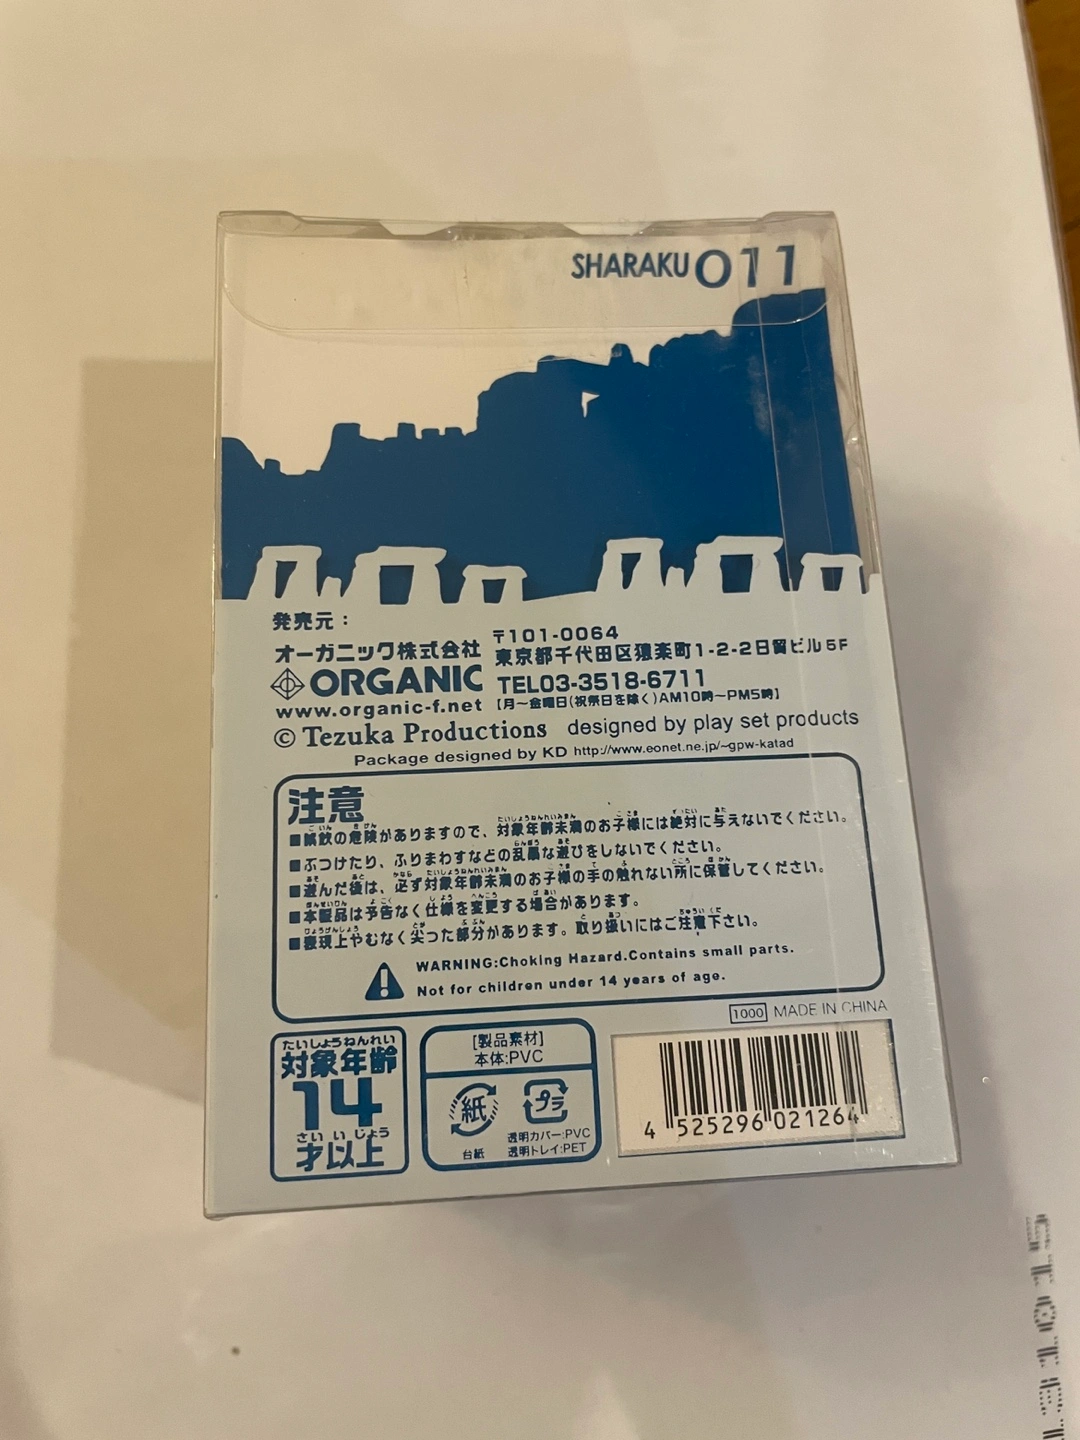 SHARAKU 011
発売元：
オーガニック株式会社
ORGANIC
www.organic-f.net
〒101-0064
東京都千代田区猿楽町1-2-2日貿ビル5F
TEL03-3518-6711
【月〜金曜日(祝祭日を除く)AM10時〜PM5時】
© Tezuka Productions designed by play set products
Package designed by KD http://www.eonet.ne.jp/~gpw-katad
注意
■誤飲の危険がありますので、対象年齢未満のお子様には絶対に与えないでください。
■ぶつけたり、ふりまわすなどの乱暴な遊びをしないでください。
■遊んだ後は、必ず対象年齢未満のお子様の手の触れない所に保管してください。
■本製品は予告なく仕様を変更する場合があります。
■表現上やむなく尖った部分があります。取り扱いにはご注意下さい。
WARNING:Choking Hazard.Contains small parts.
Not for children under 14 years of age.
1000 MADE IN CHINA
たいしょうねんれい
対象年齢
14
さい いじょう
才以上
[製品素材]
本体:PVC
紙
台紙
プラ
透明カバー:PVC
透明トレイ:PET
4 525296 021264